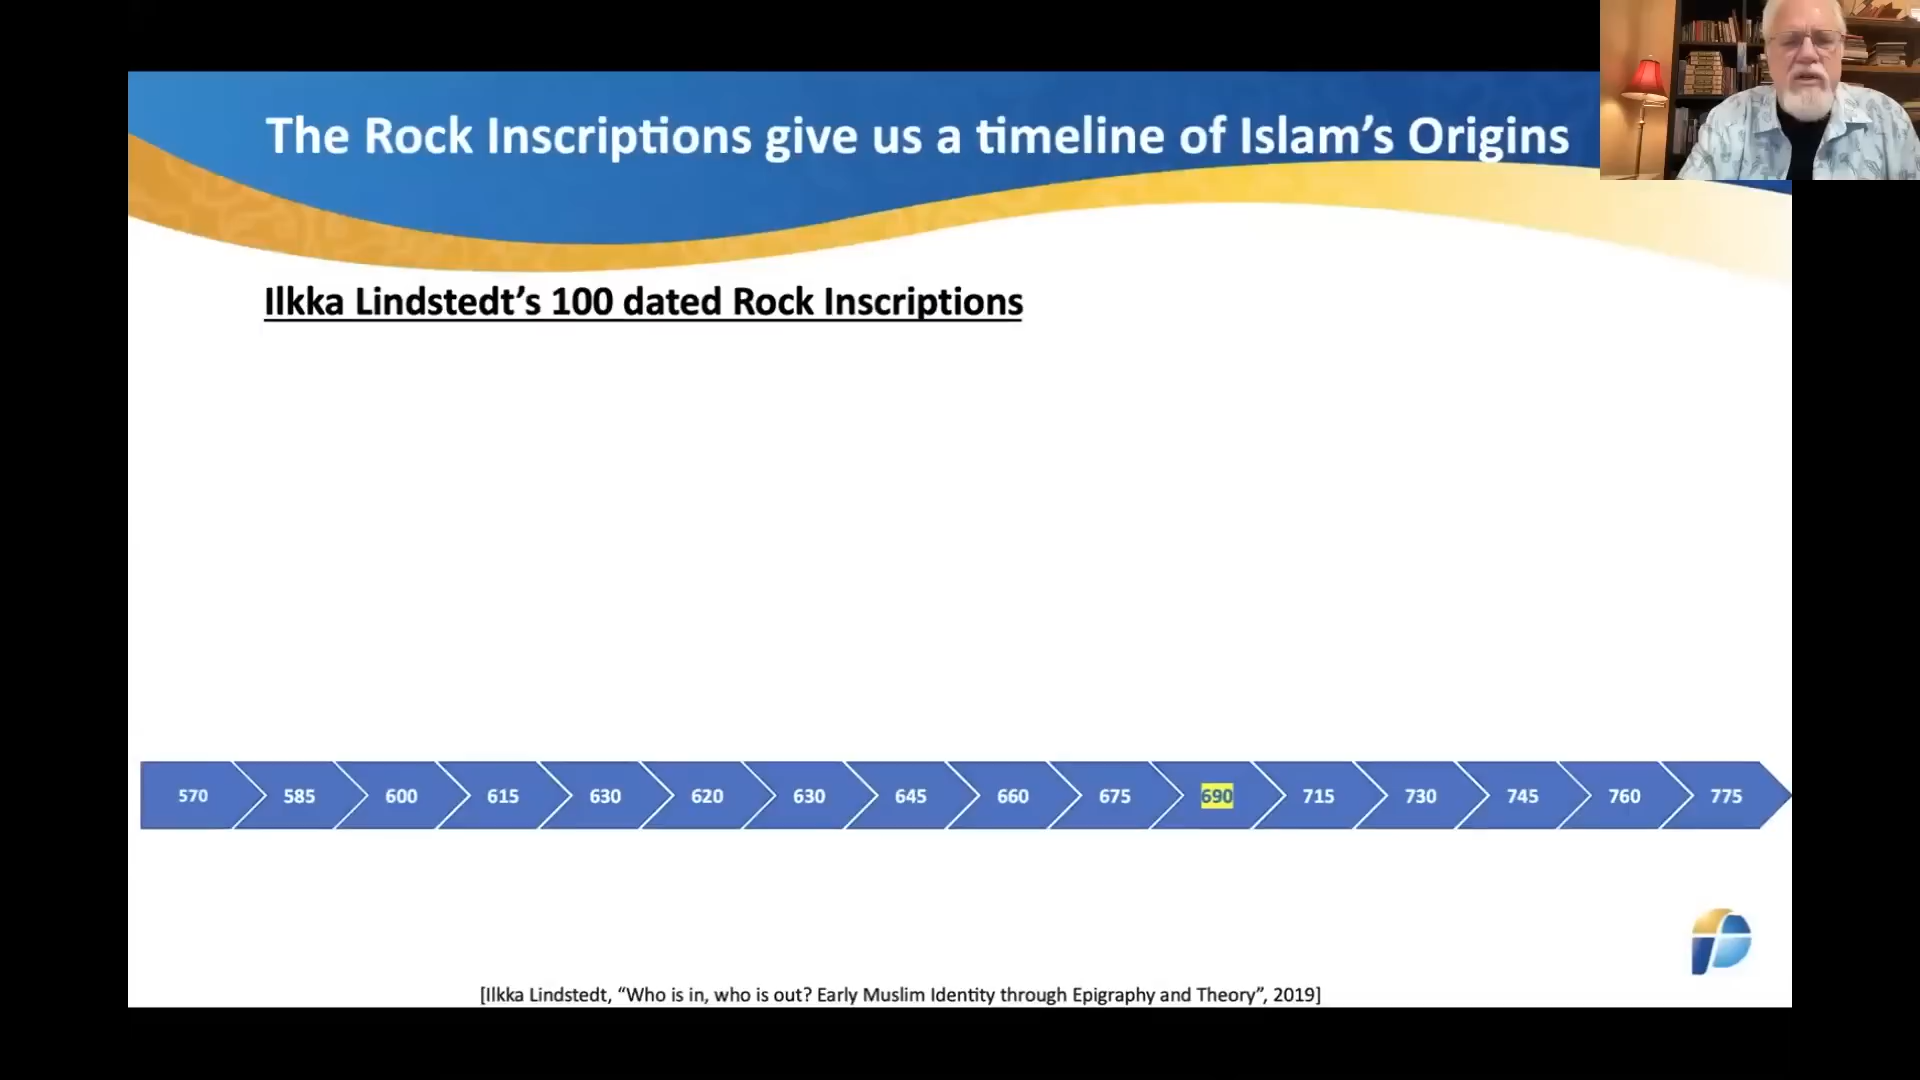 The Rock Inscriptions give us a timeline of Islam’s Origins
Ilkka Lindstedt’s 100 dated Rock Inscriptions
570 585 600 615 630 620 630 645 660 675 690 715 730 745 760 775
[Ilkka Lindstedt, “Who is in, who is out? Early Muslim Identity through Epigraphy and Theory”, 2019]